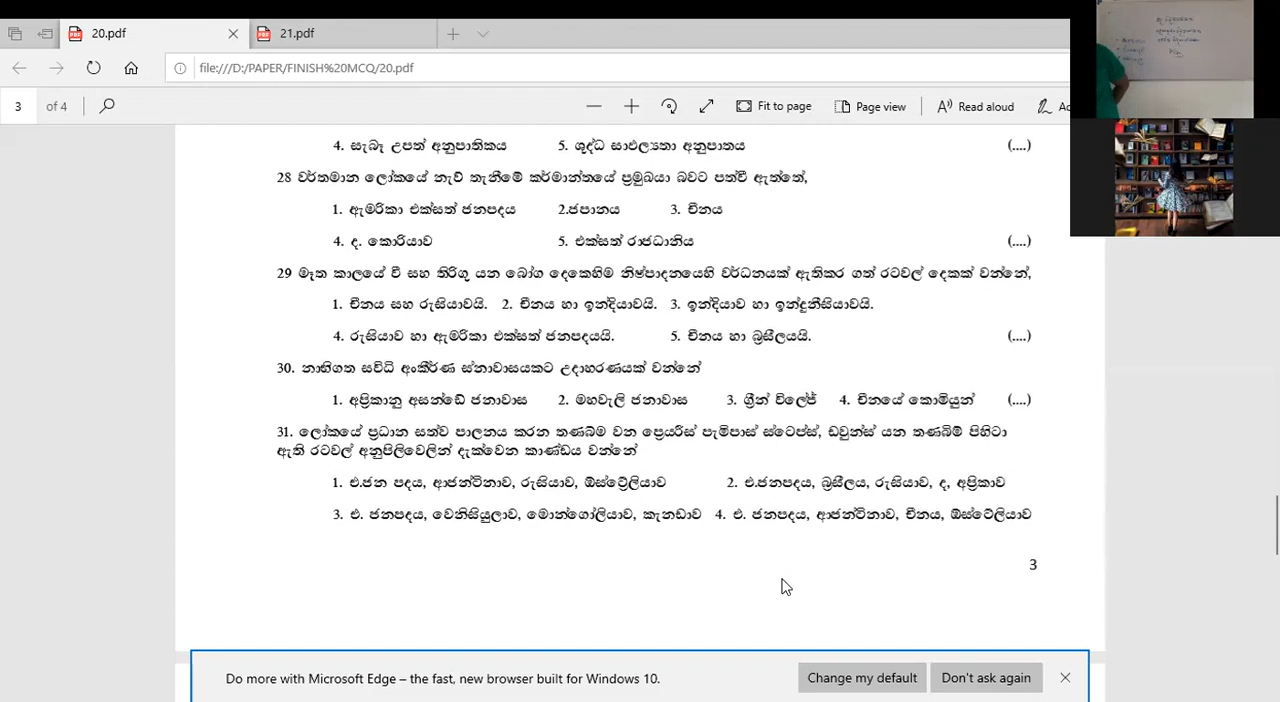 20.pdf
21.pdf
file:///D:/PAPER/FINISH%20MCQ/20.pdf
3 of 4
Fit to page
Page view
Read aloud
4. සැබෑ උපත් අනුපාතිකය 5. ශුද්ධ සාඵල්‍යතා අනුපාතය (....)
28 වර්තමාන ලෝකයේ නැව් තැනීමේ කර්මාන්තයේ ප්‍රමුඛයා බවට පත්වී ඇත්තේ,
1. ඇමරිකා එක්සත් ජනපදය 2.ජපානය 3. චීනය
4. ද. කොරියාව 5. එක්සත් රාජධානිය (....)
29 මෑත කාලයේ වී සහ තිරිගු යන බෝග දෙකෙහිම නිෂ්පාදනයෙහි වර්ධනයක් ඇතිකර ගත් රටවල් දෙකක් වන්නේ,
1. චීනය සහ රුසියාවයි. 2. චීනය හා ඉන්දියාවයි. 3. ඉන්දියාව හා ඉන්දුනීසියාවයි.
4. රුසියාව හා ඇමරිකා එක්සත් ජනපදයයි. 5. චීනය හා බ්‍රසීලයයි. (....)
30. නාභිගත සවිධි අංකීර්ණ ස්නාවාසයකට උදාහරණයක් වන්නේ
1. අප්‍රිකානු අසන්ඩේ ජනාවාස 2. මහවැලි ජනාවාස 3. ග්‍රීන් විලේජ් 4. චීනයේ කොමියුන් (....)
31. ලෝකයේ ප්‍රධාන සත්ව පාලනය කරන තණබිම වන ප්‍රෙයරීස් පැම්පාස් ස්ටෙප්ස්, ඩවුන්ස් යන තණබිම් පිහිටා
ඇති රටවල් අනුපිලිවෙලින් දැක්වෙන කාණ්ඩය වන්නේ
1. එ.ජන පදය, ආජන්ටිනාව, රුසියාව, ඕස්ට්‍රේලියාව 2. එ.ජනපදය, බ්‍රසීලය, රුසියාව, ද, අප්‍රිකාව
3. එ. ජනපදය, වෙනිසියුලාව, මොන්ගෝලියාව, කැනඩාව 4. එ. ජනපදය, ආජන්ටිනාව, චීනය, ඕස්ටේලියාව
3
Do more with Microsoft Edge – the fast, new browser built for Windows 10.
Change my default
Don't ask again